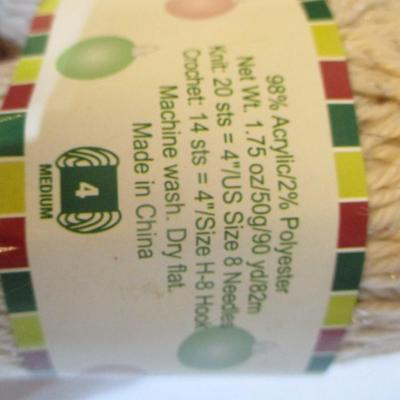 98% Acrylic/2% Polyester
Net Wt. 1.75 oz/50g/90 yd/82m
Knit: 20 sts = 4"/US Size 8 Needles
Crochet: 14 sts = 4"/Size H-8 Hook
Machine wash. Dry flat.
Made in China
4
MEDIUM